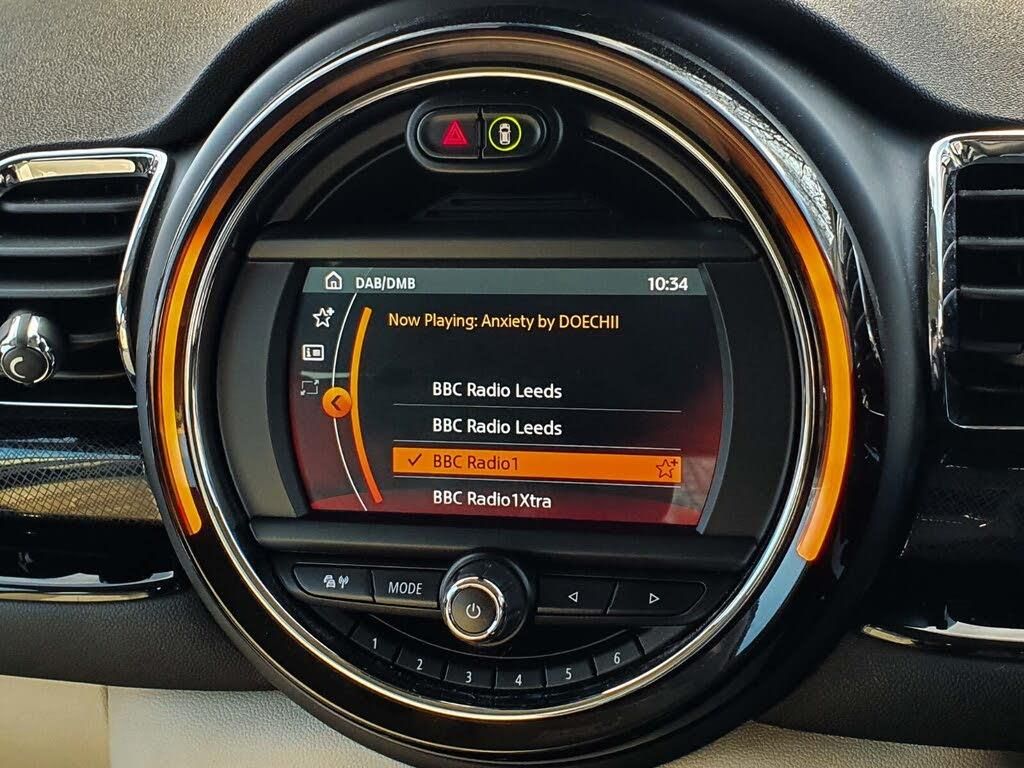 DAB/DMB 10:34
Now Playing: Anxiety by DOECHII
BBC Radio Leeds
BBC Radio Leeds
BBC Radio1
BBC Radio1Xtra
MODE
1 2 3 4 5 6